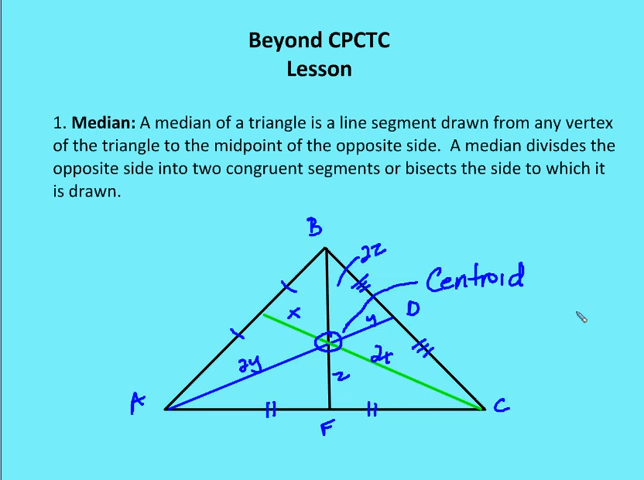 Beyond CPCTC
Lesson
1. Median: A median of a triangle is a line segment drawn from any vertex
of the triangle to the midpoint of the opposite side. A median divisdes the
opposite side into two congruent segments or bisects the side to which it
is drawn.
B
2z
Centroid
x
y
D
2y
2x
z
A
C
F